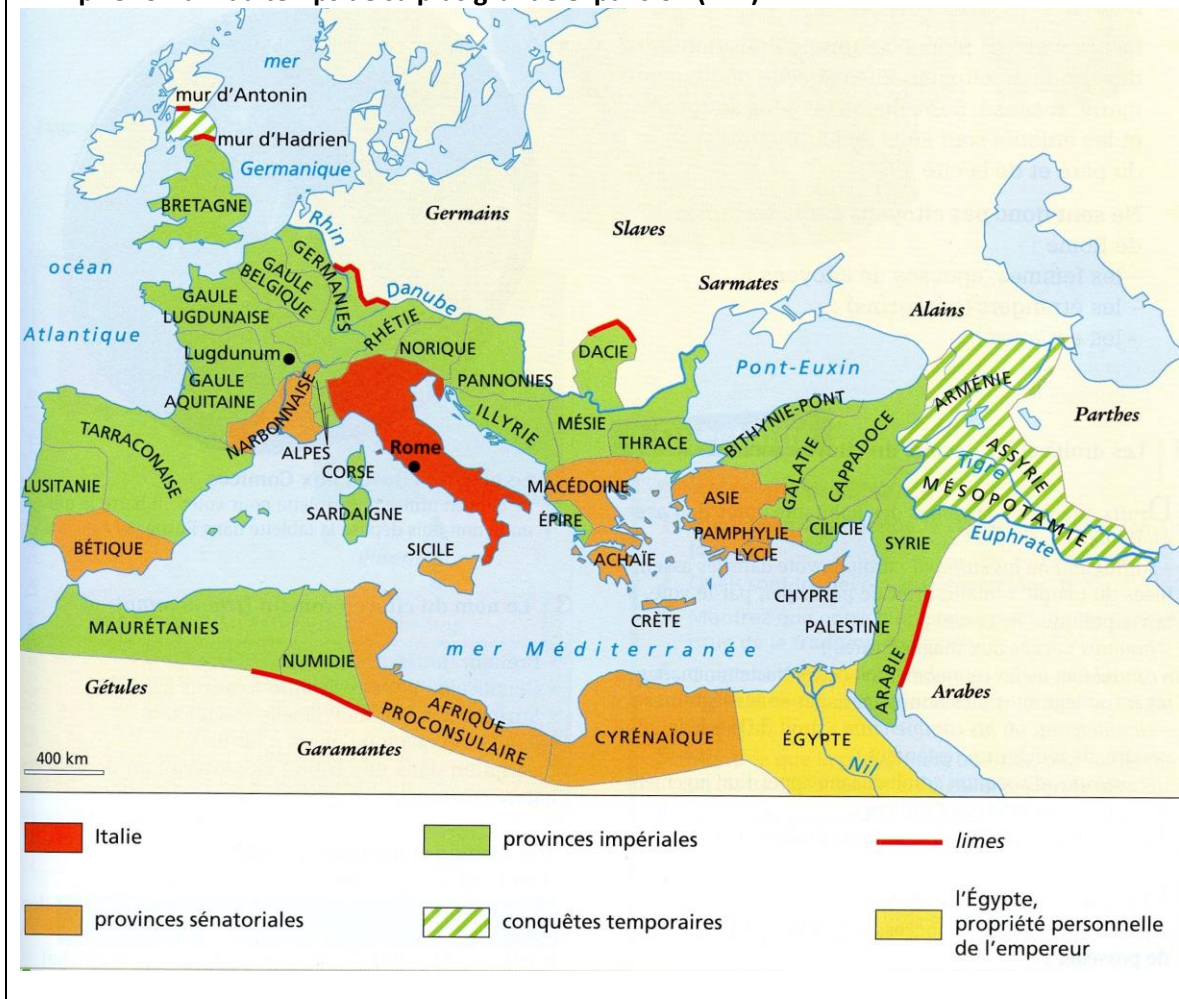 mer
mur d'Antonin
mur d'Hadrien
Germanique
BRETAGNE
Germains
Rhin
Slaves
océan
Atlantique
GERMANIES
GAULE
BELGIQUE
Danube
Sarmates
Alains
GAULE
LUGDUNAISE
RHÉTIE
NORIQUE
DACIE
Lugdunum
PANNONIES
Pont-Euxin
ARMÉNIE
GAULE
AQUITAINE
NARBONNAISE
ILLYRIE
MÉSIE
BITHYNIE-PONT
Parthes
TARRACONAISE
ALPES
Rome
THRACE
GALATIE
CAPPADOCE
ASSYRIE
CORSE
Tigre
LUSITANIE
MACÉDOINE
ASIE
MÉSOPOTAMIE
SARDAIGNE
ÉPIRE
PAMPHYLIE
CILICIE
Euphrate
BÉTIQUE
SICILE
ACHAÏE
LYCIE
SYRIE
CHYPRE
CRÈTE
PALESTINE
MAURÉTANIES
mer Méditerranée
NUMIDIE
ARABIE
Gétules
Arabes
AFRIQUE
PROCONSULAIRE
CYRÉNAÏQUE
ÉGYPTE
Garamantes
Nil
400 km
Italie
provinces impériales
limes
provinces sénatoriales
conquêtes temporaires
l'Égypte,
propriété personnelle
de l'empereur